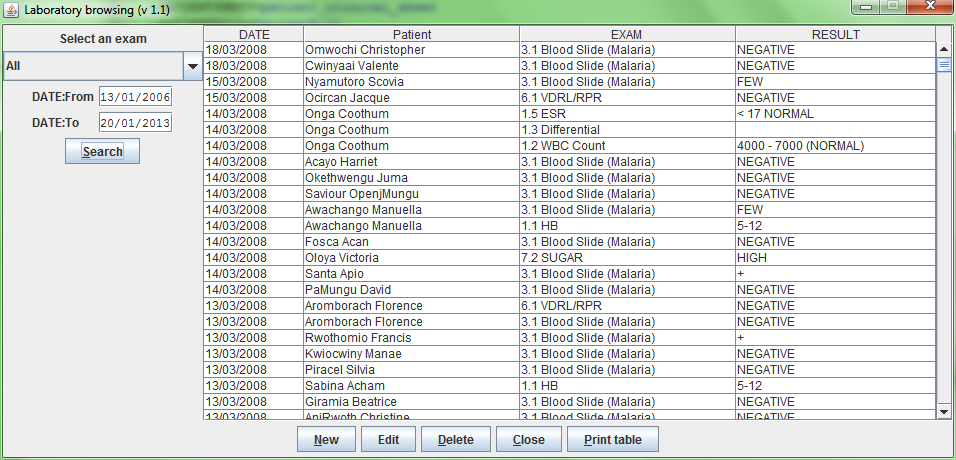 Laboratory browsing (v 1.1)
Select an exam
All
DATE:From 13/01/2006
DATE:To 20/01/2013
Search
DATE Patient EXAM RESULT
18/03/2008 Omwochi Christopher 3.1 Blood Slide (Malaria) NEGATIVE
18/03/2008 Cwinyaai Valente 3.1 Blood Slide (Malaria) NEGATIVE
15/03/2008 Nyamutoro Scovia 3.1 Blood Slide (Malaria) FEW
15/03/2008 Ocircan Jacque 6.1 VDRL/RPR NEGATIVE
14/03/2008 Onga Coothum 1.5 ESR < 17 NORMAL
14/03/2008 Onga Coothum 1.3 Differential
14/03/2008 Onga Coothum 1.2 WBC Count 4000 - 7000 (NORMAL)
14/03/2008 Acayo Harriet 3.1 Blood Slide (Malaria) NEGATIVE
14/03/2008 Okethwengu Juma 3.1 Blood Slide (Malaria) NEGATIVE
14/03/2008 Saviour OpenjMungu 3.1 Blood Slide (Malaria) NEGATIVE
14/03/2008 Awachango Manuella 3.1 Blood Slide (Malaria) FEW
14/03/2008 Awachango Manuella 1.1 HB 5-12
14/03/2008 Fosca Acan 3.1 Blood Slide (Malaria) NEGATIVE
14/03/2008 Oloya Victoria 7.2 SUGAR HIGH
14/03/2008 Santa Apio 3.1 Blood Slide (Malaria) +
14/03/2008 PaMungu David 3.1 Blood Slide (Malaria) NEGATIVE
13/03/2008 Aromborach Florence 6.1 VDRL/RPR NEGATIVE
13/03/2008 Aromborach Florence 3.1 Blood Slide (Malaria) NEGATIVE
13/03/2008 Rwothomio Francis 3.1 Blood Slide (Malaria) +
13/03/2008 Kwiocwiny Manae 3.1 Blood Slide (Malaria) NEGATIVE
13/03/2008 Piracel Silvia 3.1 Blood Slide (Malaria) NEGATIVE
13/03/2008 Sabina Acham 1.1 HB 5-12
13/03/2008 Giramia Beatrice 3.1 Blood Slide (Malaria) NEGATIVE
13/03/2008 AniRwoth Christine 3.1 Blood Slide (Malaria) NEGATIVE
New Edit Delete Close Print table